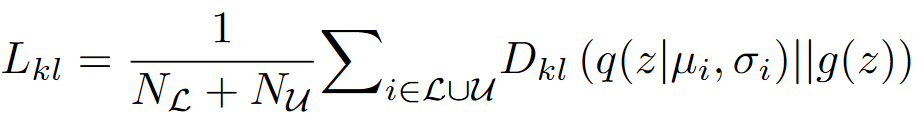 L_{kl} = \frac{1}{N_{\mathcal{L}} + N_{\mathcal{U}}} \sum_{i \in \mathcal{L} \cup \mathcal{U}} D_{kl} \left( q(z|\mu_i, \sigma_i) || g(z) \right)